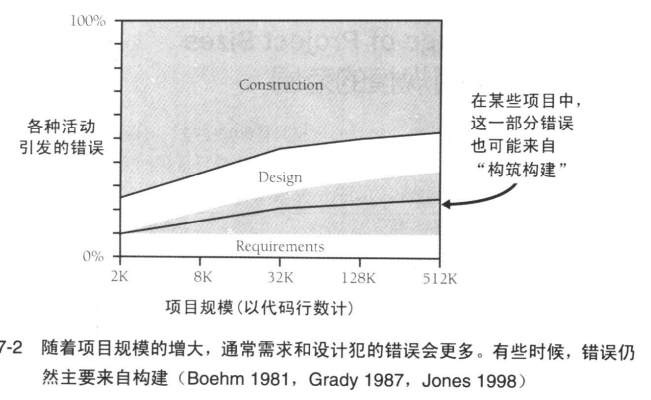 100%
Construction
各种活动
引发的错误
在某些项目中,
这一部分错误
也可能来自
“构筑构建”
Design
Requirements
0%
2K 8K 32K 128K 512K
项目规模(以代码行数计)
7-2 随着项目规模的增大，通常需求和设计犯的错误会更多。有些时候，错误仍
然主要来自构建（Boehm 1981，Grady 1987，Jones 1998）